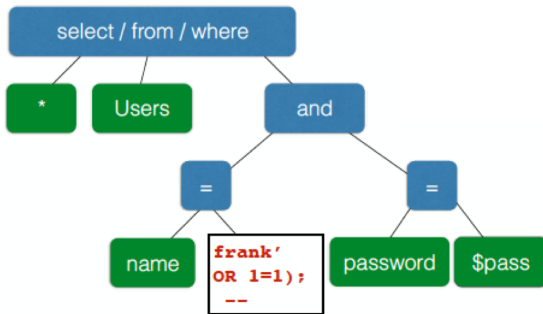 select / from / where
*
Users
and
=
=
name
frank’
OR 1=1);
--
password
$pass